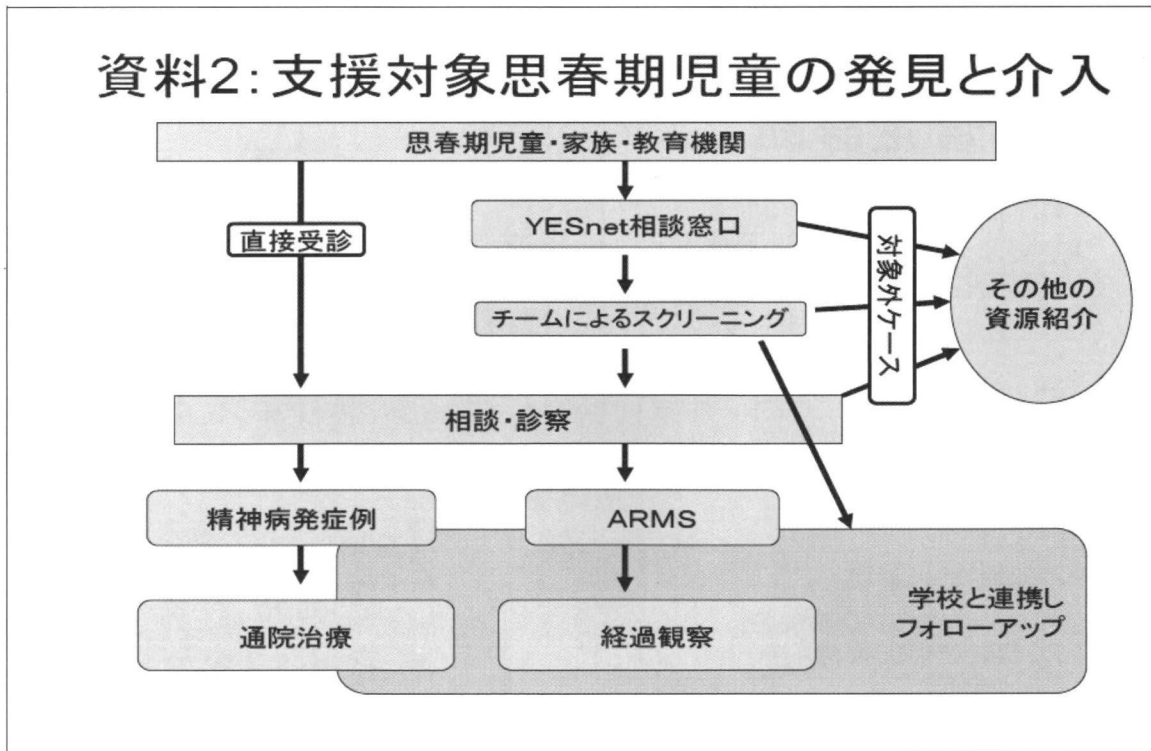 資料2:支援対象思春期児童の発見と介入
思春期児童・家族・教育機関
直接受診
YESnet相談窓口
チームによるスクリーニング
対象外ケース
その他の
資源紹介
相談・診察
精神病発症例
ARMS
通院治療
経過観察
学校と連携し
フォローアップ